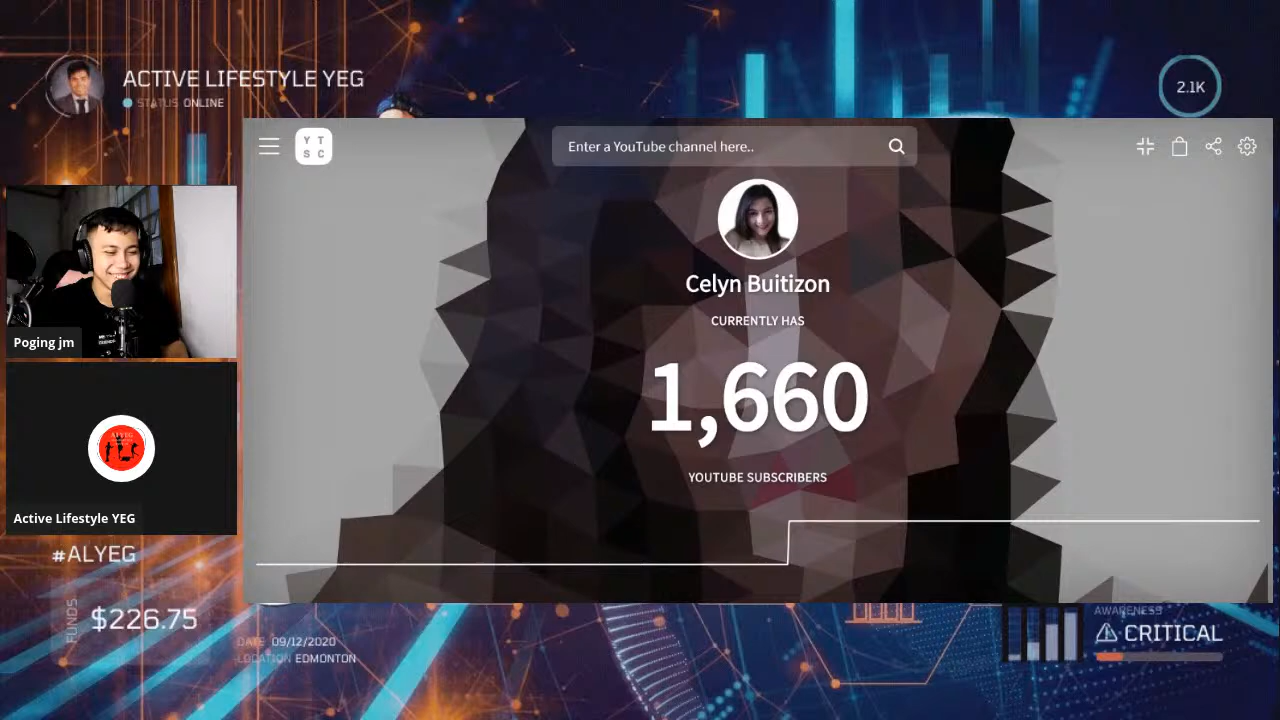 ACTIVE LIFESTYLE YEG
STATUS ONLINE
2.1K
Y T
S C
Enter a YouTube channel here..
Celyn Buitizon
CURRENTLY HAS
1,660
YOUTUBE SUBSCRIBERS
Poging jm
ALYEG
Active Lifestyle YEG
#ALYEG
FUNDS
$226.75
DATE 09/12/2020
LOCATION EDMONTON
AWARENESS
CRITICAL